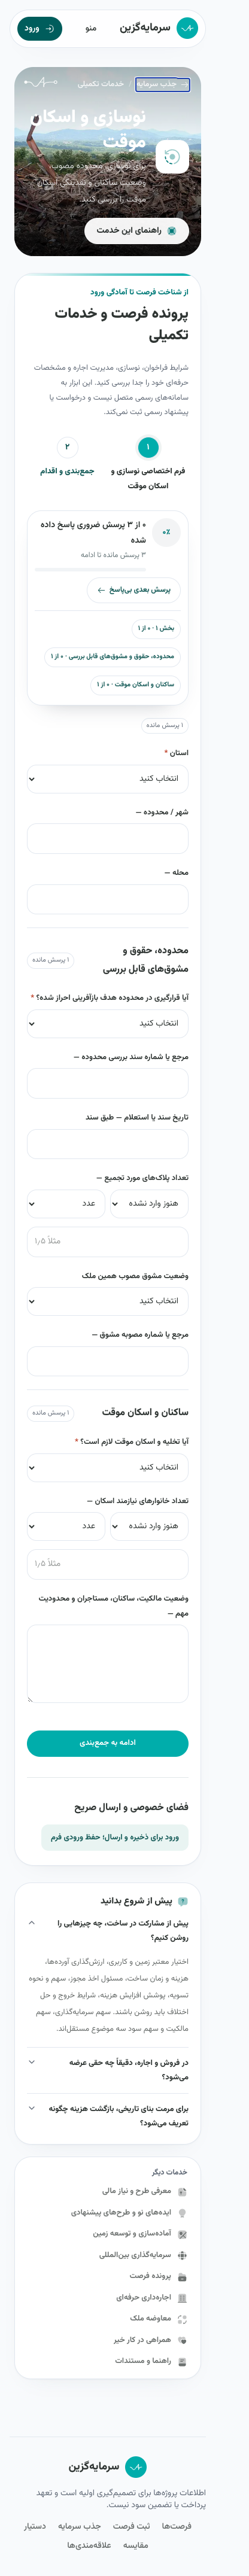 سرمایه‌گزین
منو
ورود
جذب سرمایه
خدمات تکمیلی
نوسازی و اسکان
موقت
راهنمای این خدمت
از شناخت فرصت تا آمادگی ورود
پرونده فرصت و خدمات
تکمیلی
شرایط فراخوان، نوسازی، مدیریت اجاره و مشخصات
حرفه‌ای خود را جدا بررسی کنید. این ابزار به
سامانه‌های رسمی متصل نیست و درخواست یا
پیشنهاد رسمی ثبت نمی‌کند.
۱
فرم اختصاصی نوسازی و
اسکان موقت
۲
جمع‌بندی و اقدام
۰٪
۰ از ۳ پرسش ضروری پاسخ داده
شده
۳ پرسش مانده تا ادامه
پرسش بعدی بی‌پاسخ ←
بخش ۱ · ۰ از ۱
محدوده، حقوق و مشوق‌های قابل بررسی · ۰ از ۱
ساکنان و اسکان موقت · ۰ از ۱
۱ پرسش مانده
استان *
انتخاب کنید
شهر / محدوده —
محله —
محدوده، حقوق و
مشوق‌های قابل بررسی
۱ پرسش مانده
آیا قرارگیری در محدوده هدف بازآفرینی احراز شده؟ *
انتخاب کنید
مرجع یا شماره سند بررسی محدوده —
تاریخ سند یا استعلام — طبق سند
تعداد پلاک‌های مورد تجمیع —
هنوز وارد نشده
عدد
مثلاً ۱٫۵
وضعیت مشوق مصوب همین ملک
انتخاب کنید
مرجع یا شماره مصوبه مشوق —
ساکنان و اسکان موقت
۱ پرسش مانده
آیا تخلیه و اسکان موقت لازم است؟ *
انتخاب کنید
تعداد خانوارهای نیازمند اسکان —
هنوز وارد نشده
عدد
مثلاً ۱٫۵
وضعیت مالکیت، ساکنان، مستاجران و محدودیت
مهم —
ادامه به جمع‌بندی
فضای خصوصی و ارسال صریح
ورود برای ذخیره و ارسال؛ حفظ ورودی فرم
پیش از شروع بدانید
پیش از مشارکت در ساخت، چه چیزهایی را
روشن کنیم؟
اختیار معتبر زمین و کاربری، ارزش‌گذاری آورده‌ها،
هزینه و زمان ساخت، مسئول اخذ مجوز، سهم و نحوه
تسویه، پوشش افزایش هزینه، شرایط خروج و حل
اختلاف باید روشن باشند. سهم سرمایه‌گذاری، سهم
مالکیت و سهم سود سه موضوع مستقل‌اند.
در فروش و اجاره، دقیقاً چه حقی عرضه
می‌شود؟
برای مرمت بنای تاریخی، بازگشت هزینه چگونه
تعریف می‌شود؟
خدمات دیگر
معرفی طرح و نیاز مالی
ایده‌های نو و طرح‌های پیشنهادی
آماده‌سازی و توسعه زمین
سرمایه‌گذاری بین‌المللی
پرونده فرصت
اجاره‌داری حرفه‌ای
معاوضه ملک
همراهی در کار خیر
راهنما و مستندات
سرمایه‌گزین
اطلاعات پروژه‌ها برای تصمیم‌گیری اولیه است و تعهد
پرداخت یا تضمین سود نیست.
فرصت‌ها
ثبت فرصت
جذب سرمایه
دستیار
مقایسه
علاقه‌مندی‌ها